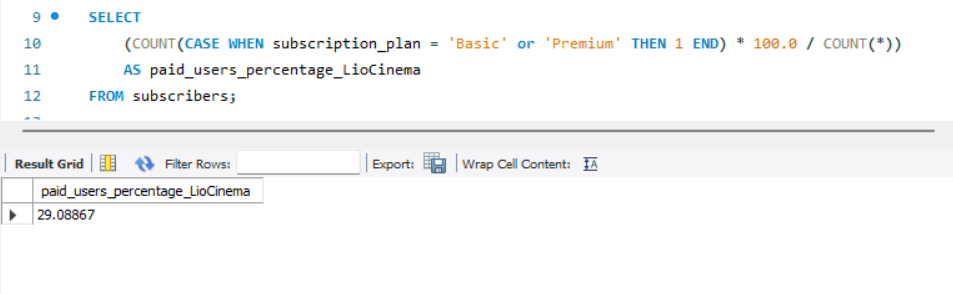 9 SELECT
10 (COUNT(CASE WHEN subscription_plan = 'Basic' or 'Premium' THEN 1 END) * 100.0 / COUNT(*))
11 AS paid_users_percentage_LioCinema
12 FROM subscribers;
Result Grid Filter Rows: Export: Wrap Cell Content:
paid_users_percentage_LioCinema
29.08867